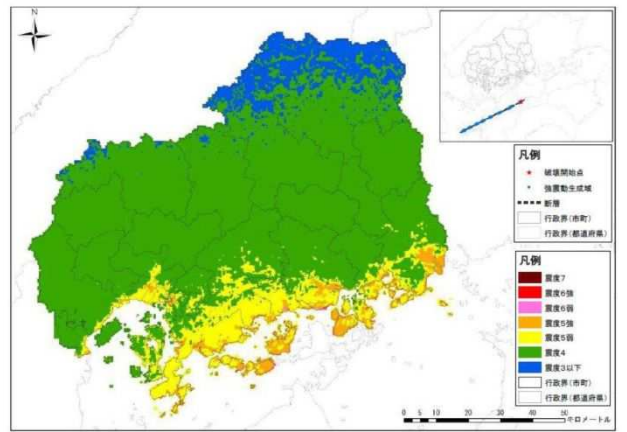 N
凡例
破壊開始点
強震動生成域
断層
行政界(市町)
行政界(都道府県)
凡例
震度7
震度6強
震度6弱
震度5強
震度5弱
震度4
震度3以下
行政界(市町)
行政界(都道府県)
0 5 10 20 30 40 50
キロメートル